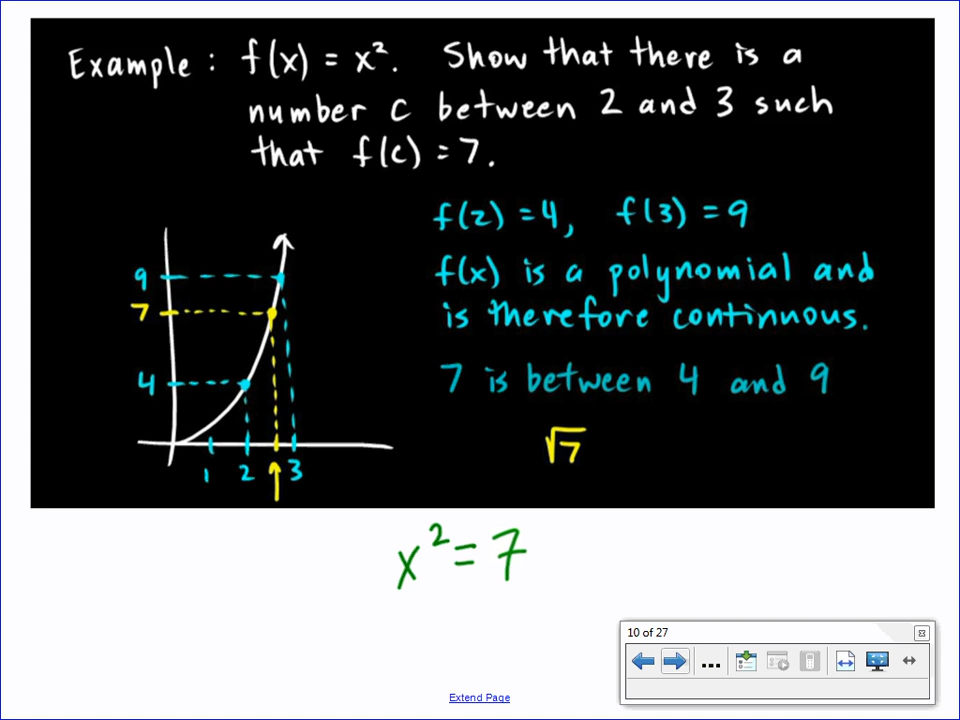 Example : f(x) = x². Show that there is a
number c between 2 and 3 such
that f(c) = 7.
f(2) = 4, f(3) = 9
f(x) is a polynomial and
is therefore continuous.
7 is between 4 and 9
√7
9
7
4
1 2 3
x² = 7
10 of 27
...
Extend Page